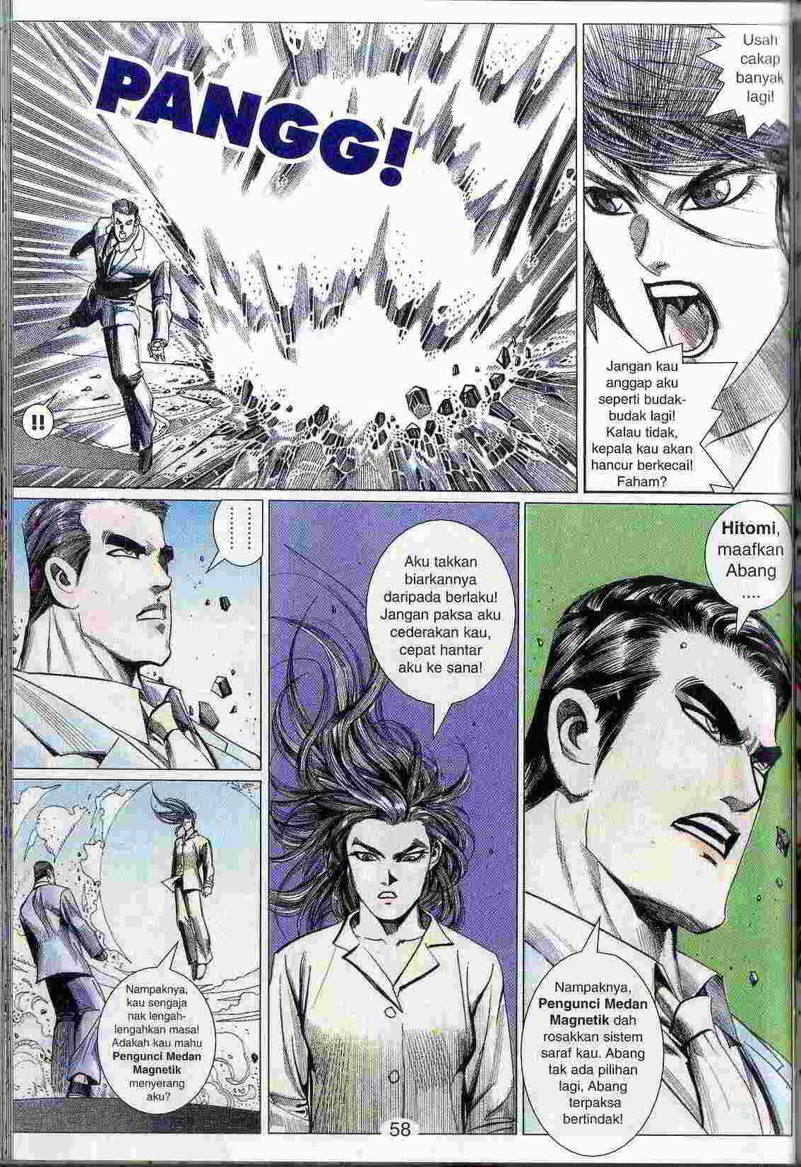 PANGG!
!!
Usah
cakap
banyak
lagi!
Jangan kau
anggap aku
seperti budak-
budak lagi!
Kalau tidak,
kepala kau akan
hancur berkecai!
Faham?
Nampaknya,
kau sengaja
nak lengah-
lengahkan masa!
Adakah kau mahu
Pengunci Medan
Magnetik
menyerang
aku?
Aku takkan
biarkannya
daripada berlaku!
Jangan paksa aku
cederakan kau,
cepat hantar
aku ke sana!
Hitomi,
maafkan
Abang
....
Nampaknya,
Pengunci Medan
Magnetik dah
rosakkan sistem
saraf kau. Abang
tak ada pilihan
lagi, Abang
terpaksa
bertindak!
58